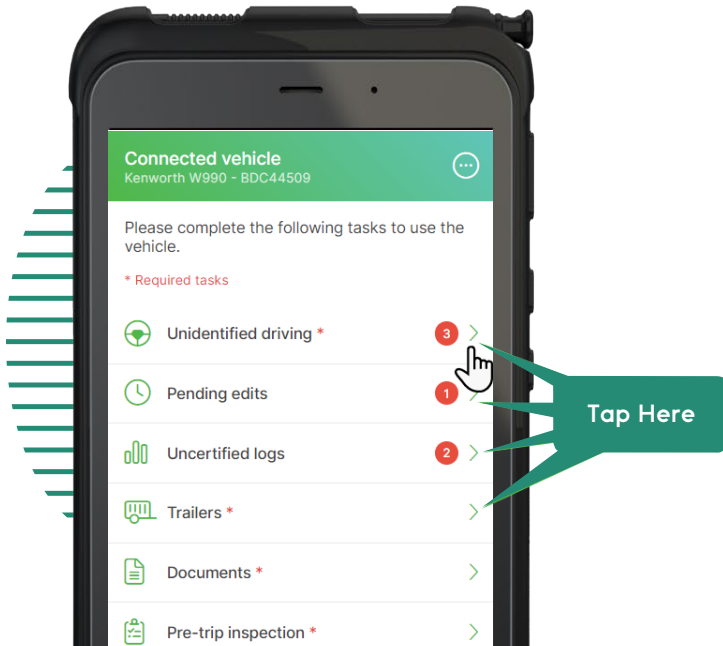 Connected vehicle
Kenworth W990 - BDC44509
Please complete the following tasks to use the
vehicle.
* Required tasks
Unidentified driving * 3
Pending edits 1
Tap Here
Uncertified logs 2
Trailers *
Documents *
Pre-trip inspection *